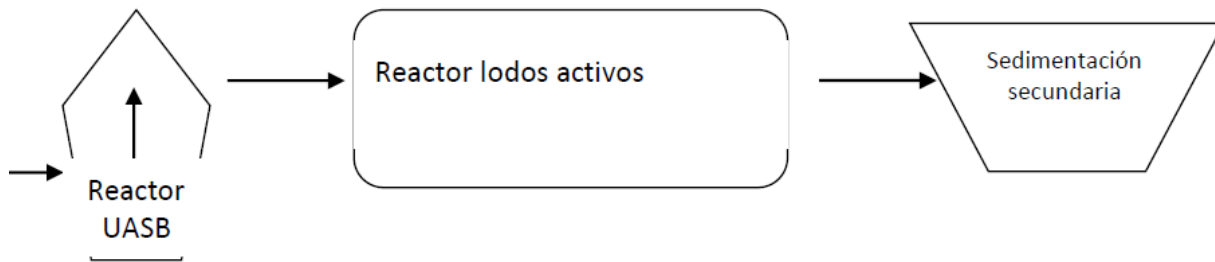 Reactor
UASB
Reactor lodos activos
Sedimentación
secundaria